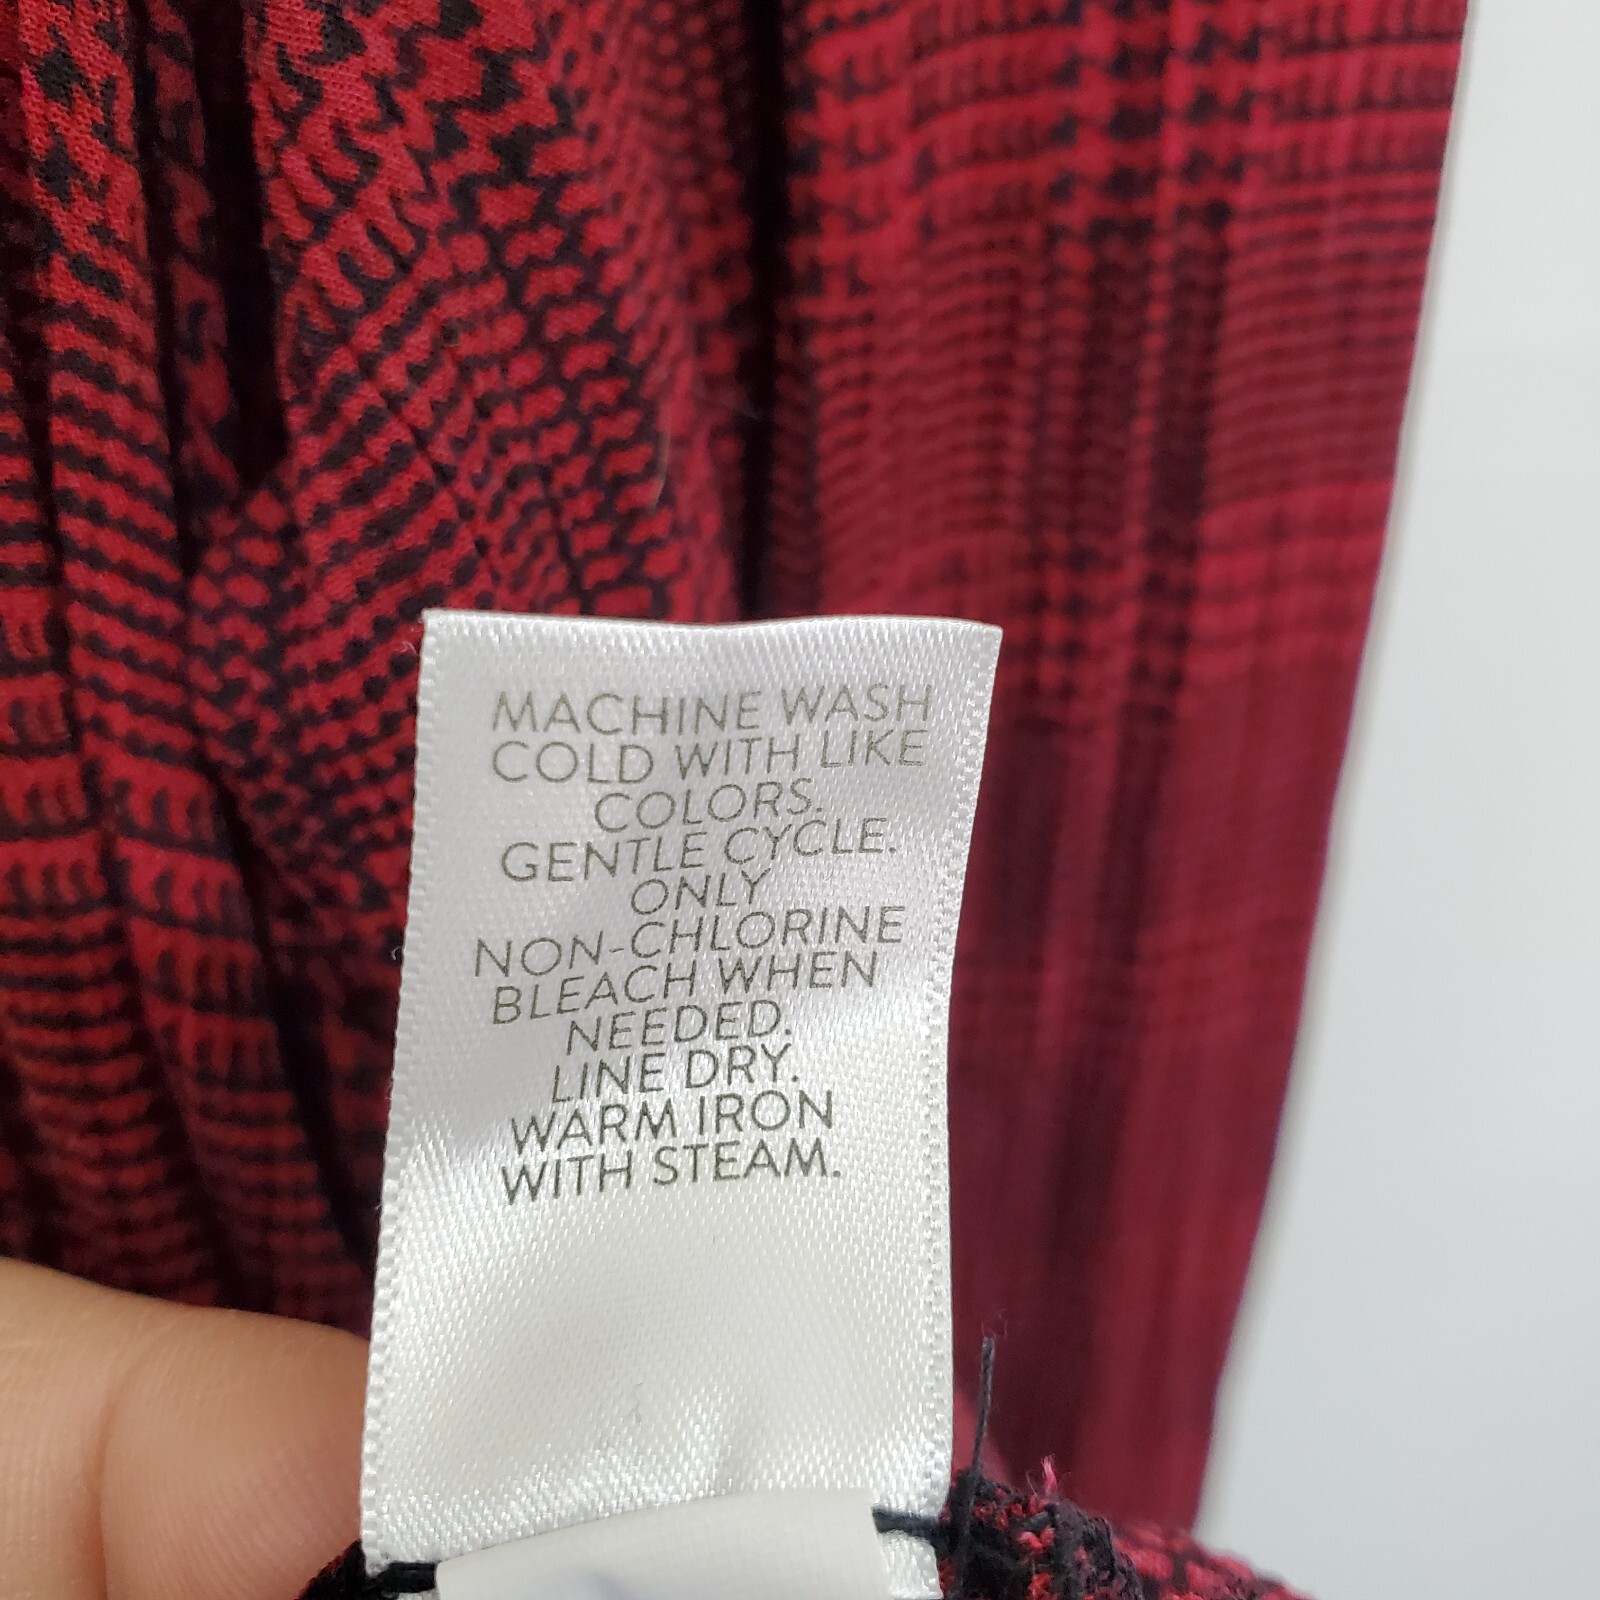 MACHINE WASH
COLD WITH LIKE
COLORS.
GENTLE CYCLE.
ONLY
NON-CHLORINE
BLEACH WHEN
NEEDED.
LINE DRY.
WARM IRON
WITH STEAM.